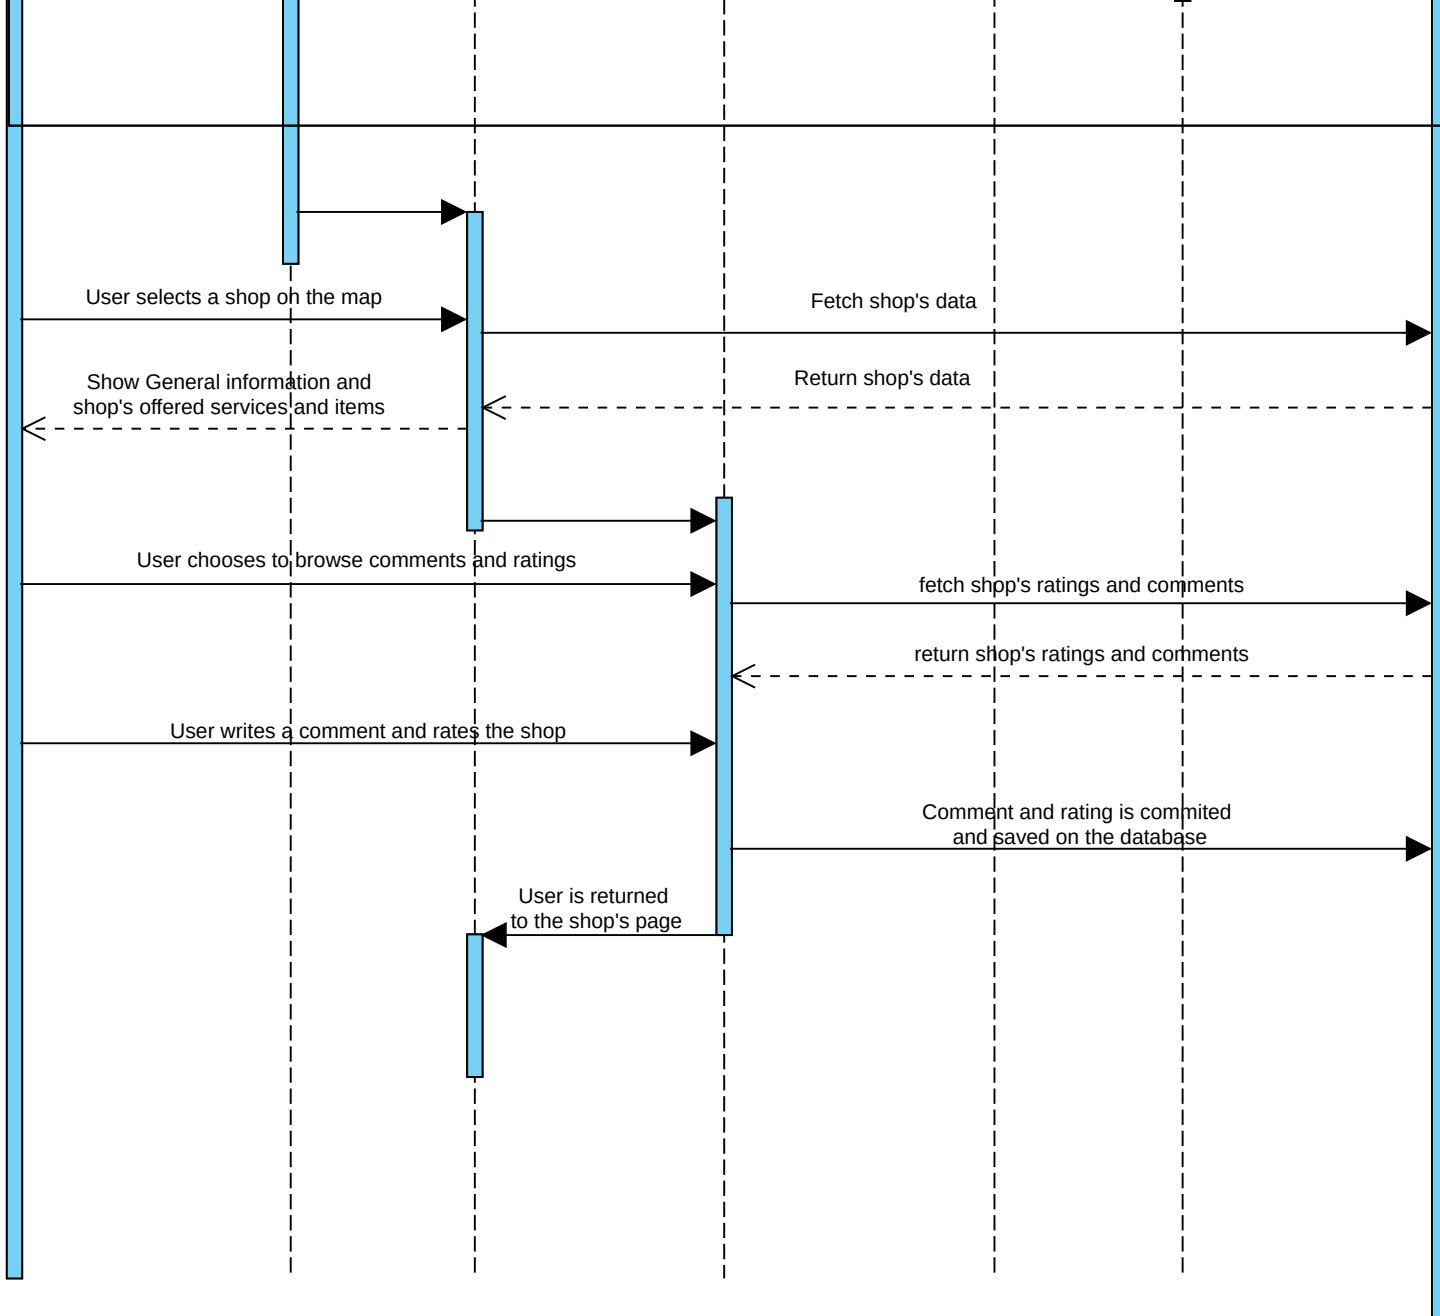 User selects a shop on the map
Fetch shop's data
Return shop's data
Show General information and
shop's offered services and items
User chooses to browse comments and ratings
fetch shop's ratings and comments
return shop's ratings and comments
User writes a comment and rates the shop
Comment and rating is commited
and saved on the database
User is returned
to the shop's page